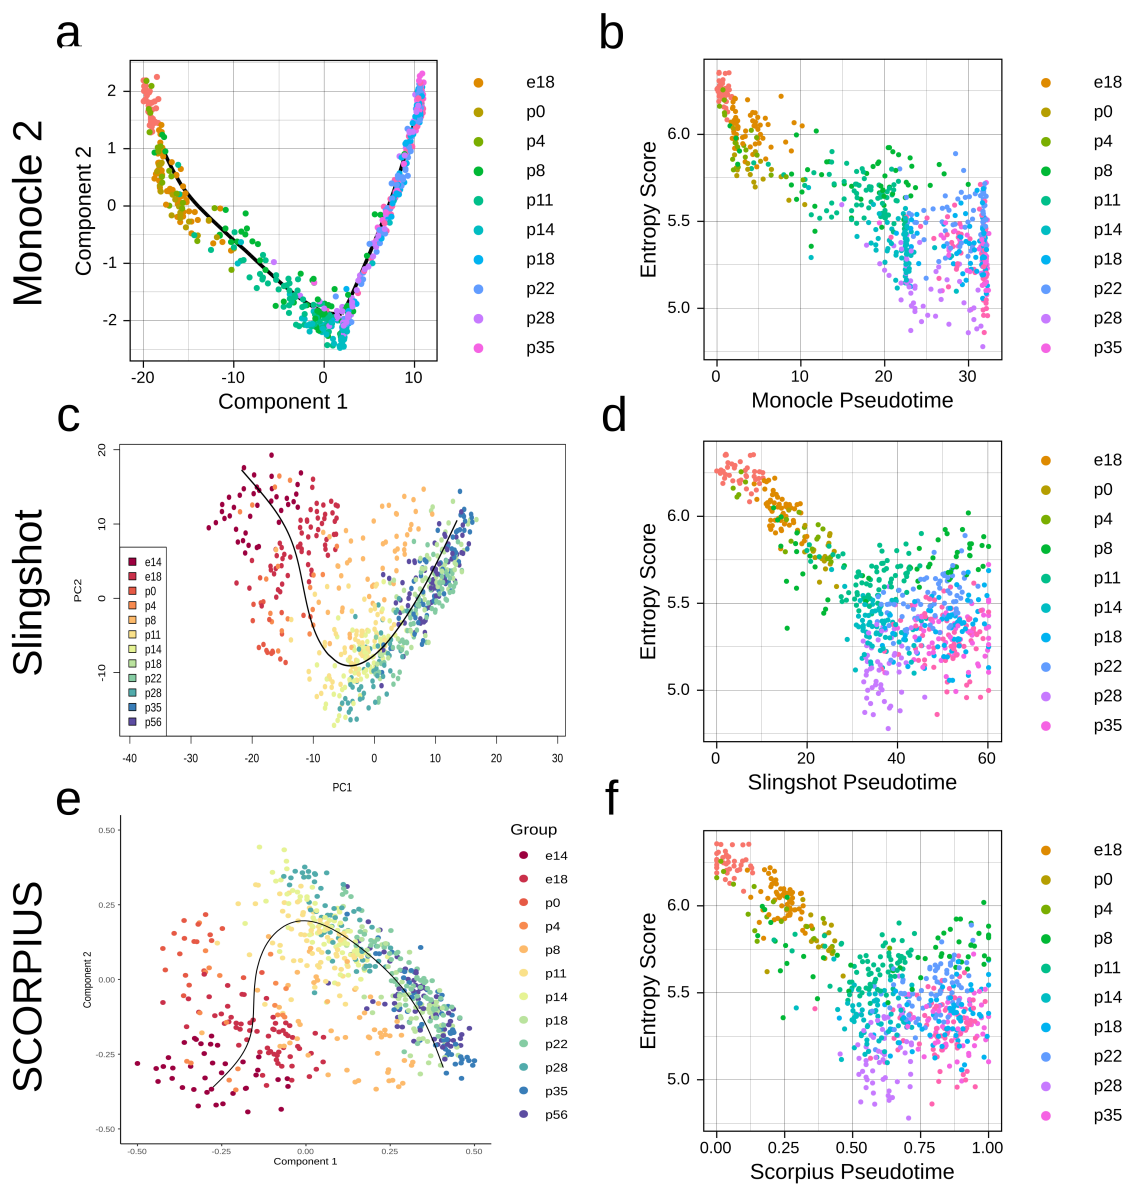 a
b
Monocle 2
Component 2
2
1
0
-1
-2
-20
-10
0
10
Component 1
e18
p0
p4
p8
p11
p14
p18
p22
p28
p35
Entropy Score
6.0
5.5
5.0
0
10
20
30
Monocle Pseudotime
e18
p0
p4
p8
p11
p14
p18
p22
p28
p35
c
d
Slingshot
PC2
20
10
0
-10
e14
e18
p0
p4
p8
p11
p14
p18
p22
p28
p35
p56
-40
-30
-20
-10
0
10
20
30
PC1
Entropy Score
6.0
5.5
5.0
0
20
40
60
Slingshot Pseudotime
e18
p0
p4
p8
p11
p14
p18
p22
p28
p35
e
f
SCORPIUS
Component 2
0.50
0.25
0.00
-0.25
-0.50
-0.50
-0.25
0.00
0.25
0.50
Component 1
Group
e14
e18
p0
p4
p8
p11
p14
p18
p22
p28
p35
p56
Entropy Score
6.0
5.5
5.0
0.00
0.25
0.50
0.75
1.00
Scorpius Pseudotime
e18
p0
p4
p8
p11
p14
p18
p22
p28
p35